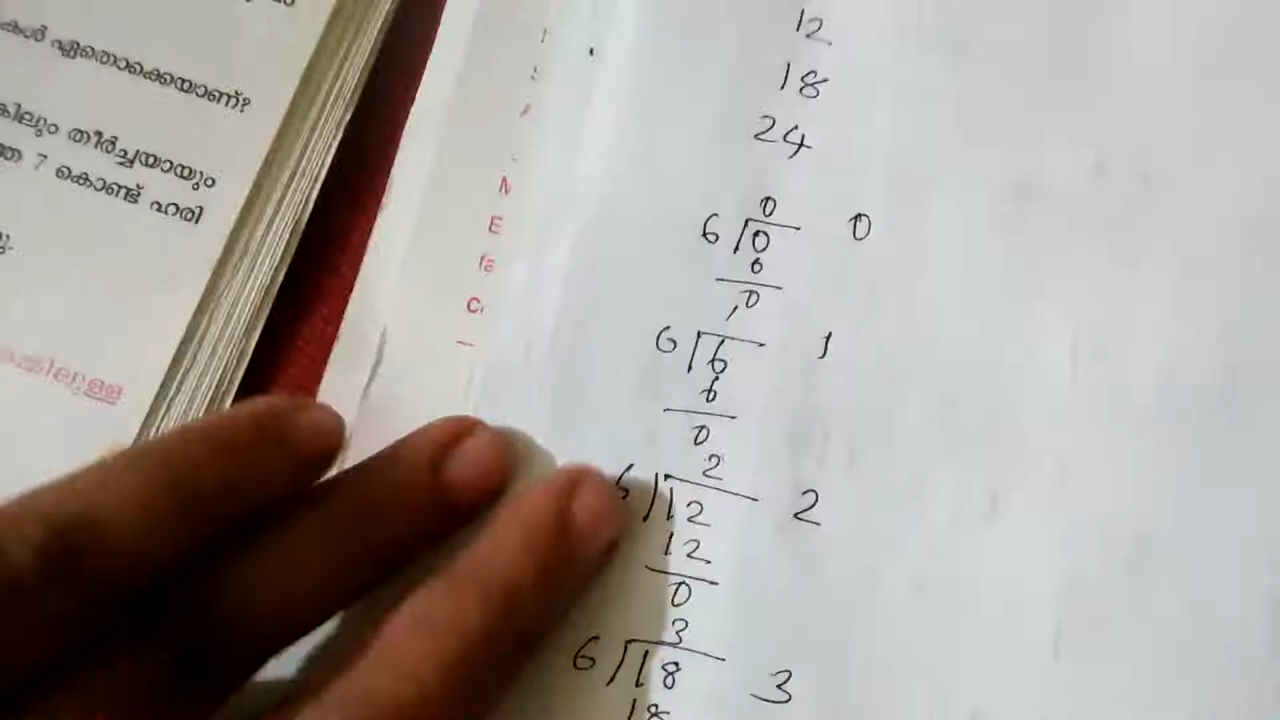 കൾ ഏതൊക്കെയാണ്?
കിലും തീർച്ചയായും
ത്ത 7 കൊണ്ട് ഹരി
ച്ചില്ലുള്ള
N
E
12
18
24
0
6 0 0
0
0
1
6 6 1
6
0
2
6 12 2
12
0
3
6 18 3
18